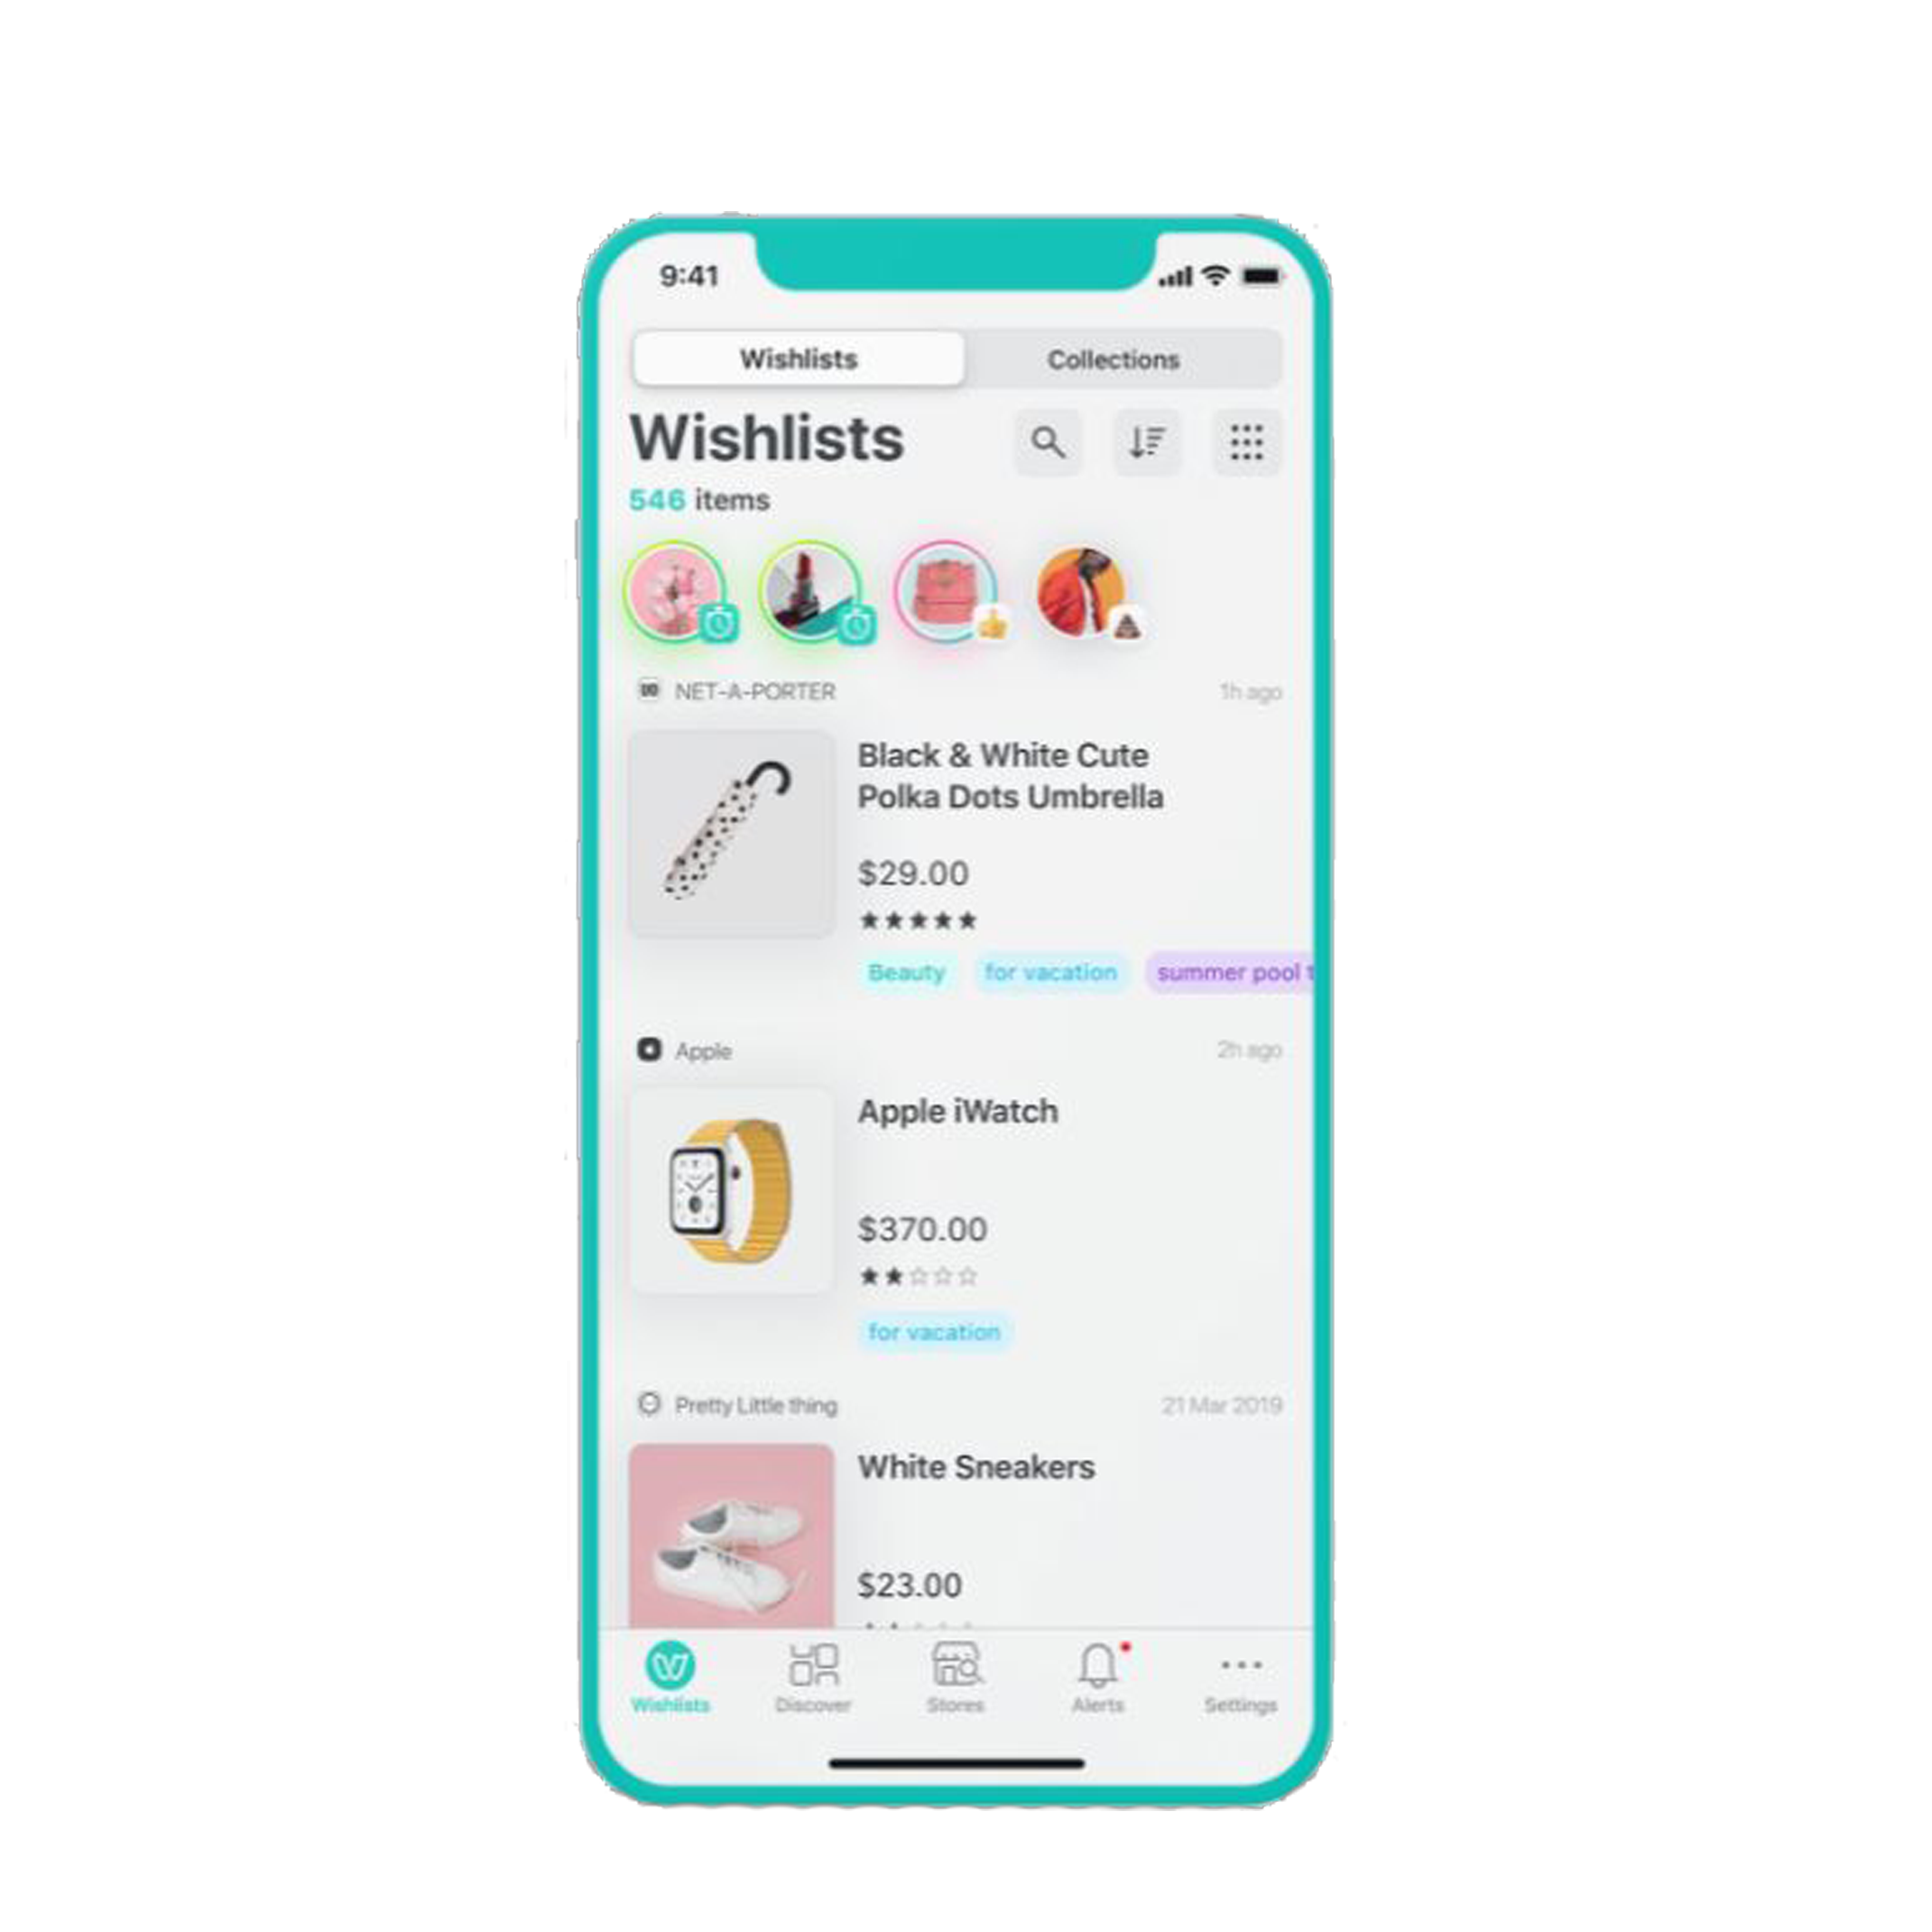 9:41
Wishlists
Collections
Wishlists
546 items
NET-A-PORTER
1h ago
Black & White Cute
Polka Dots Umbrella
$29.00
Beauty
for vacation
summer pool t
Apple
2h ago
Apple iWatch
$370.00
for vacation
Pretty Little thing
21 Mar 2019
White Sneakers
$23.00
Wishlists
Discover
Stores
Alerts
Settings